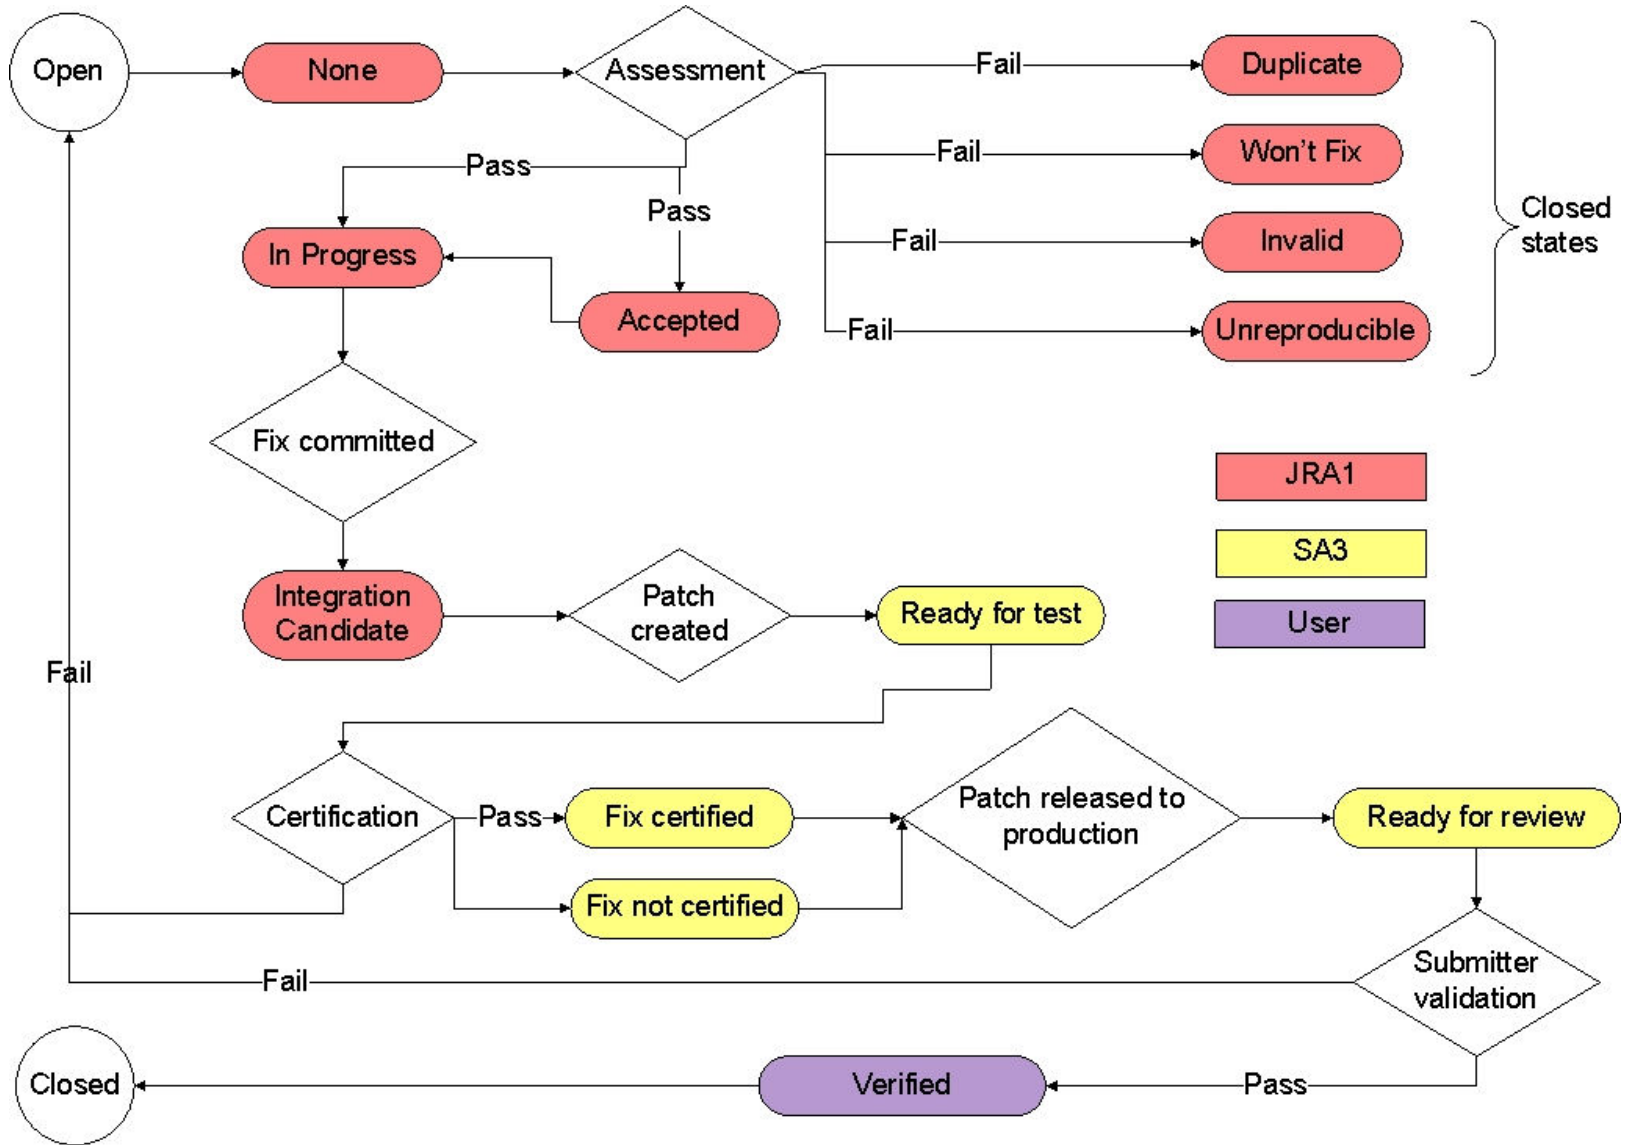 Open
None
Assessment
Fail
Duplicate
Fail
Won't Fix
Pass
Pass
Closed
states
Fail
Invalid
In Progress
Accepted
Fail
Unreproducible
Fix committed
JRA1
SA3
Integration
Candidate
Patch
created
Ready for test
User
Fail
Certification
Pass
Fix certified
Patch released to
production
Ready for review
Fix not certified
Fail
Submitter
validation
Closed
Verified
Pass